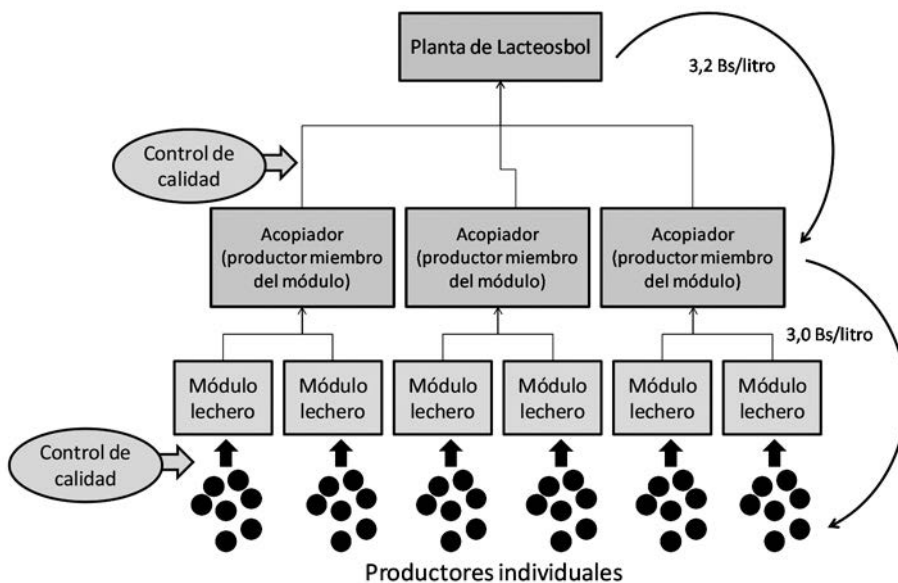 Planta de Lacteosbol
3,2 Bs/litro
Control de
calidad
Acopiador
(productor miembro
del módulo)
Acopiador
(productor miembro
del módulo)
Acopiador
(productor miembro
del módulo)
3,0 Bs/litro
Módulo
lechero
Módulo
lechero
Módulo
lechero
Módulo
lechero
Módulo
lechero
Módulo
lechero
Control de
calidad
Productores individuales